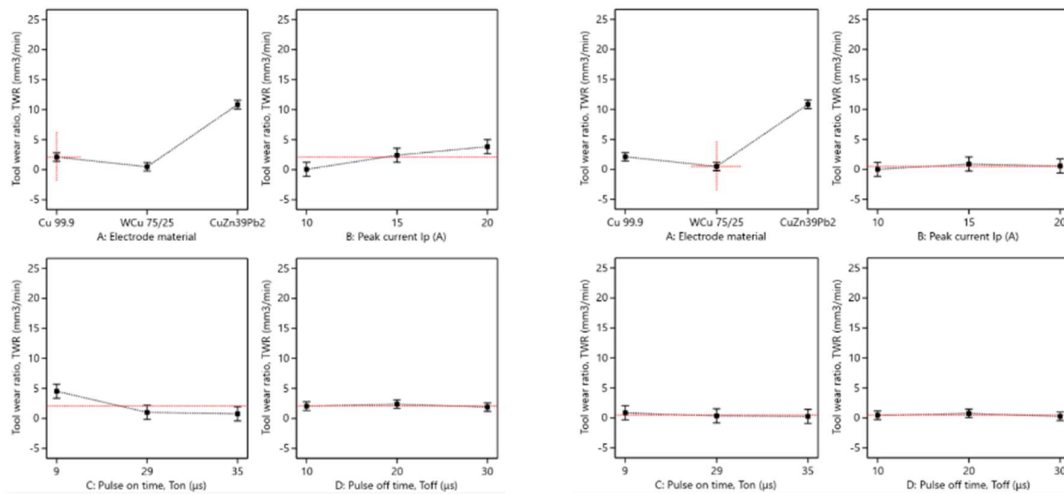 Tool wear ratio, TWR (mm3/min)
25
20
15
10
5
0
-5
Cu 99.9 WCu 75/25 CuZn39Pb2
A: Electrode material
Tool wear ratio, TWR (mm3/min)
25
20
15
10
5
0
-5
10 15 20
B: Peak current Ip (A)
Tool wear ratio, TWR (mm3/min)
25
20
15
10
5
0
-5
Cu 99.9 WCu 75/25 CuZn39Pb2
A: Electrode material
Tool wear ratio, TWR (mm3/min)
25
20
15
10
5
0
-5
10 15 20
B: Peak current Ip (A)
Tool wear ratio, TWR (mm3/min)
25
20
15
10
5
0
-5
9 29 35
C: Pulse on time, Ton (µs)
Tool wear ratio, TWR (mm3/min)
25
20
15
10
5
0
-5
10 20 30
D: Pulse off time, Toff (µs)
Tool wear ratio, TWR (mm3/min)
25
20
15
10
5
0
-5
9 29 35
C: Pulse on time, Ton (µs)
Tool wear ratio, TWR (mm3/min)
25
20
15
10
5
0
-5
10 20 30
D: Pulse off time, Toff (µs)